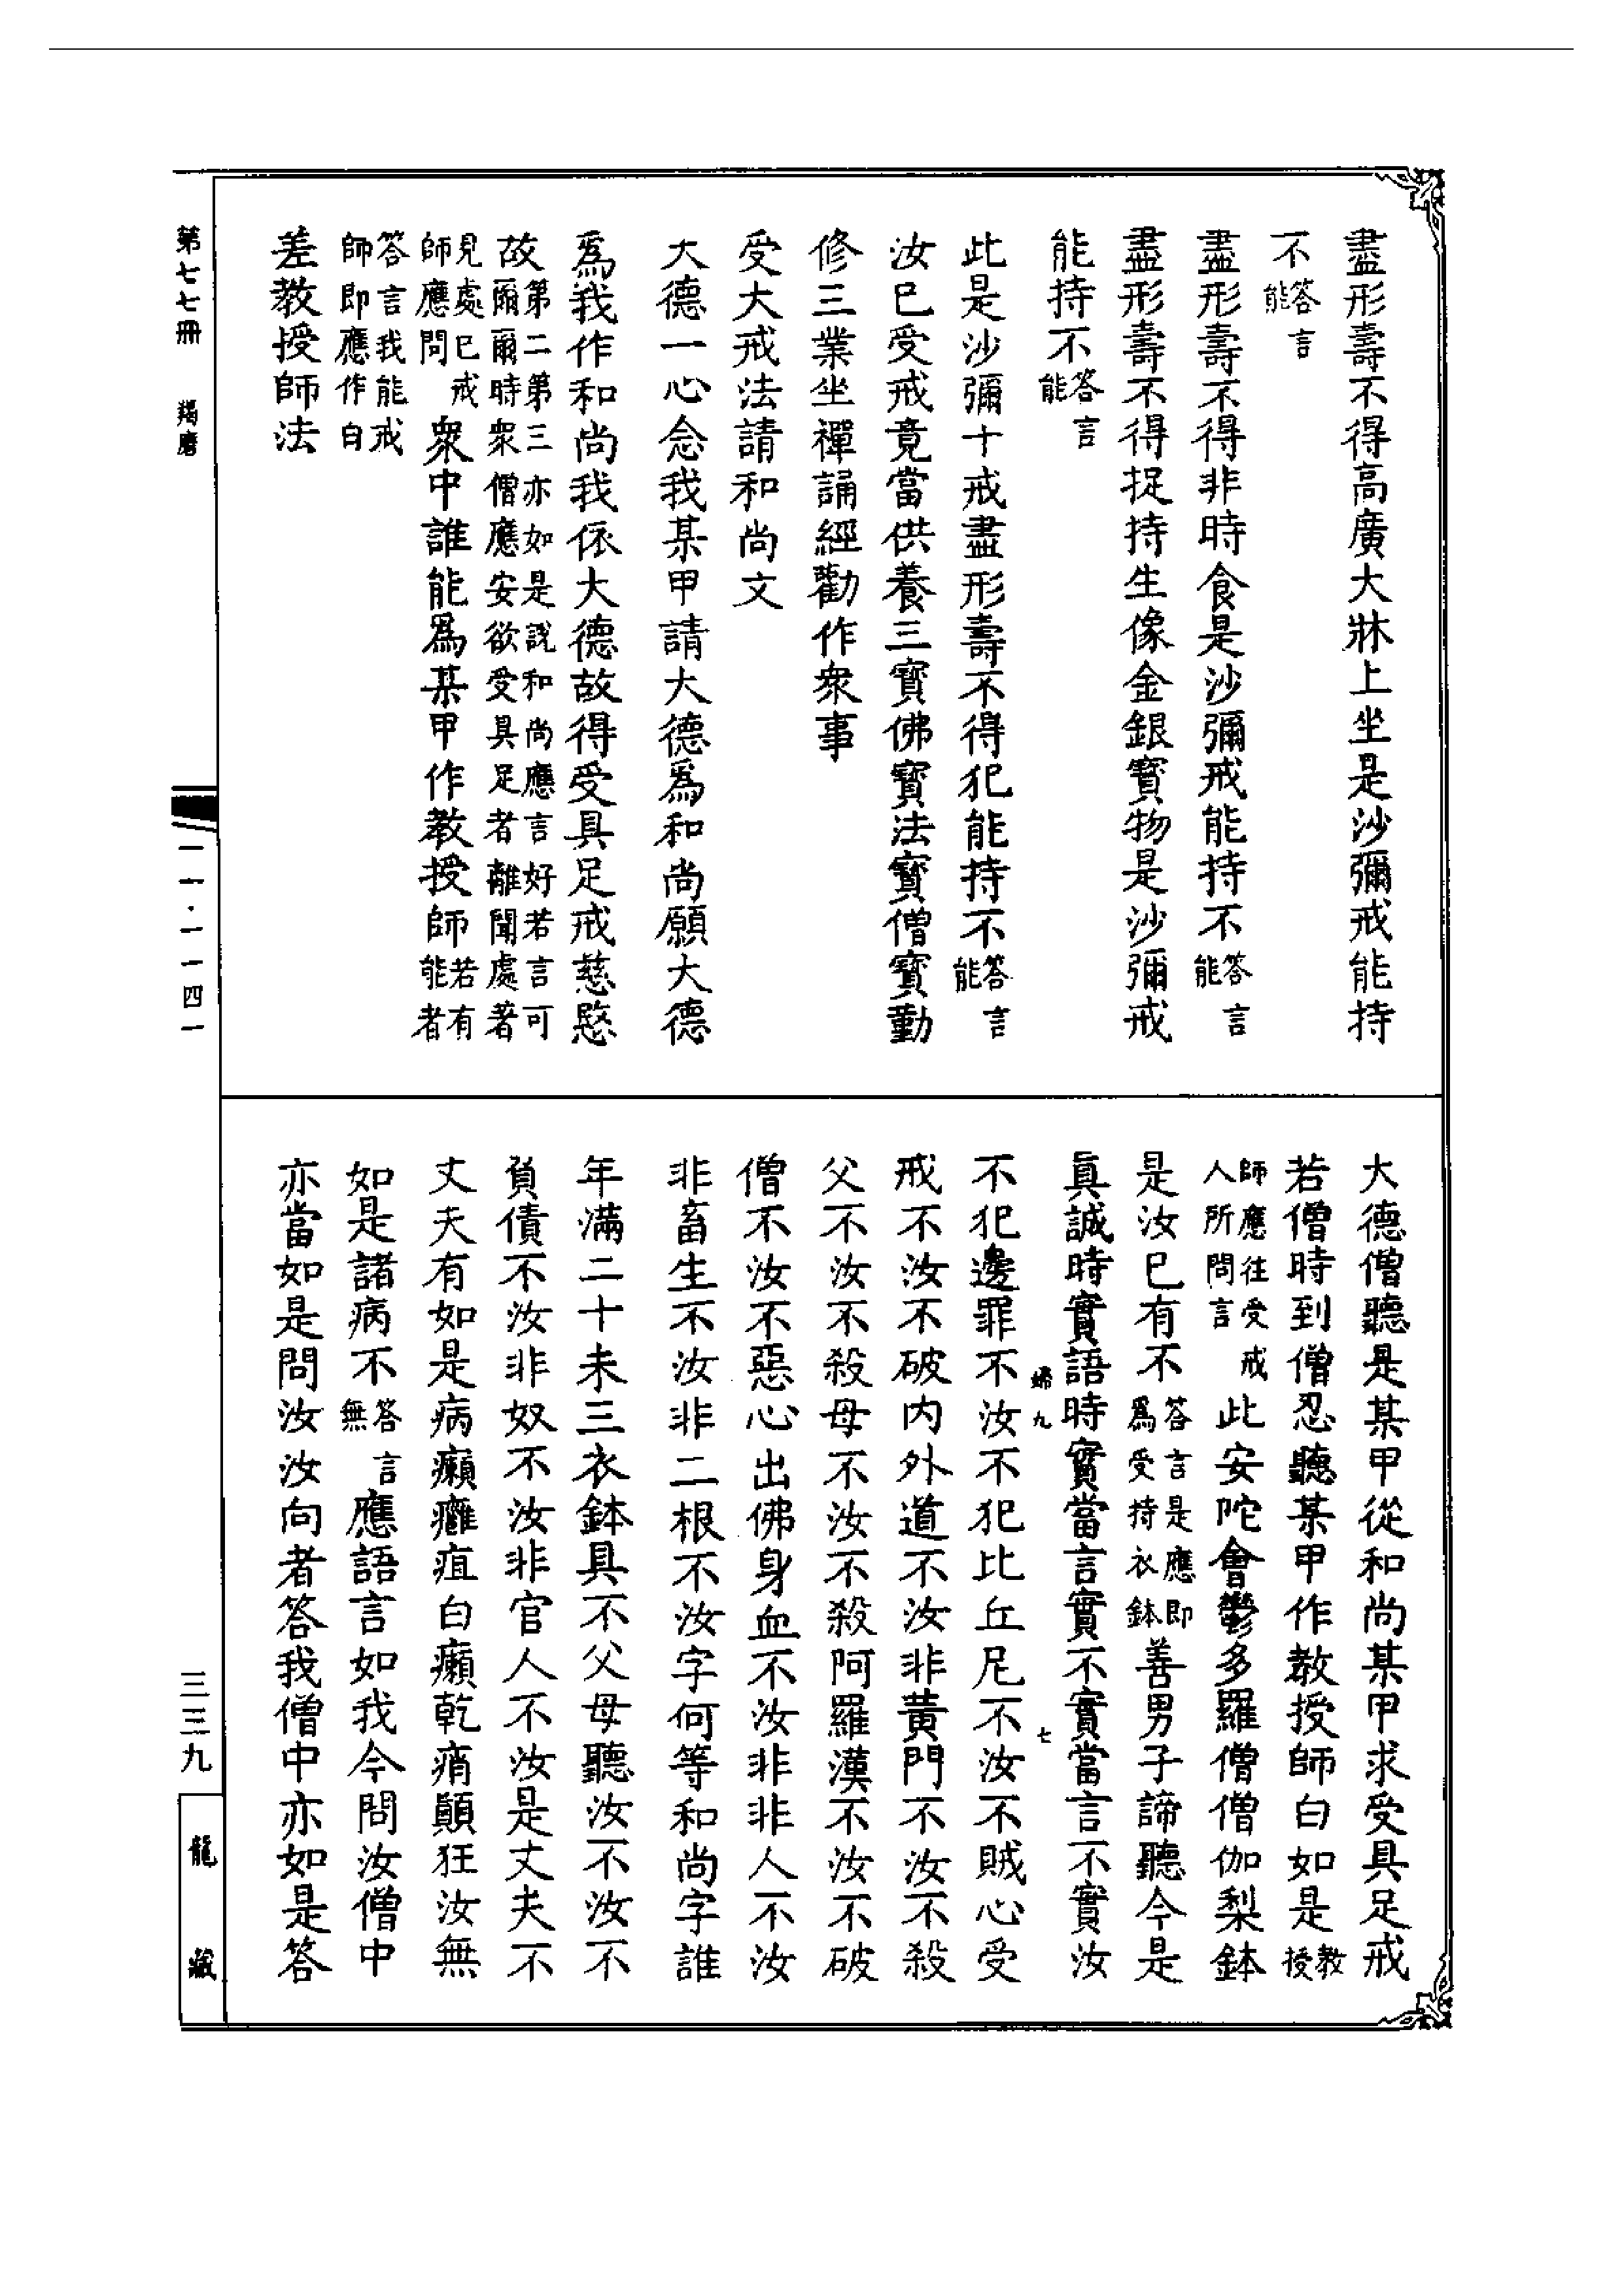 盡形壽不得高廣大牀上坐是沙彌戒能持
不答言能
盡形壽不得非時食是沙彌戒能持不答言能
盡形壽不得捉持生像金銀寳物是沙彌戒
能持不答言能
此是沙彌十戒盡形壽不得犯能持不答言能
汝巳受戒竟當供養三寳佛寳法寳僧寳勤
修三業坐禪誦經勸作衆事
受大戒法請和尚文
大德一心念我某甲請大德爲和尚願大德
爲我作和尚我依大德故得受具足戒慈愍
故第二第三亦如是說和尚應言好若言可爾爾時衆僧應安欲受具足者離聞處著
見處巳戒師應問衆中誰能爲某甲作教授師若有能者
答言我能戒師即應作白
差教授師法
大德僧聽是某甲從和尚某甲求受具足戒
若僧時到僧忍聽某甲作教授師白如是教授
師應往受戒人所問言此安陀會鬱多羅僧僧伽梨鉢
是汝巳有不答言是應即爲受持衣鉢善男子諦聽今是
眞誠時實語時實當言實不實當言不實汝
婦九
七
不犯邊罪不汝不犯比丘尼不汝不賊心受
戒不汝不破内外道不汝非黄門不汝不殺
父不汝不殺母不汝不殺阿羅漢不汝不破
僧不汝不惡心出佛身血不汝非非人不汝
非畜生不汝非二根不汝字何等和尚字誰
年滿二十未三衣鉢具不父母聽汝不汝不
負債不汝非奴不汝非官人不汝是丈夫不
丈夫有如是病癩癰疽白癩乾痟顚狂汝無
如是諸病不答言無應語言如我今問汝僧中
亦當如是問汝汝向者答我僧中亦如是答
第七七冊　羯磨
一一·一一四一
三三九
龍藏